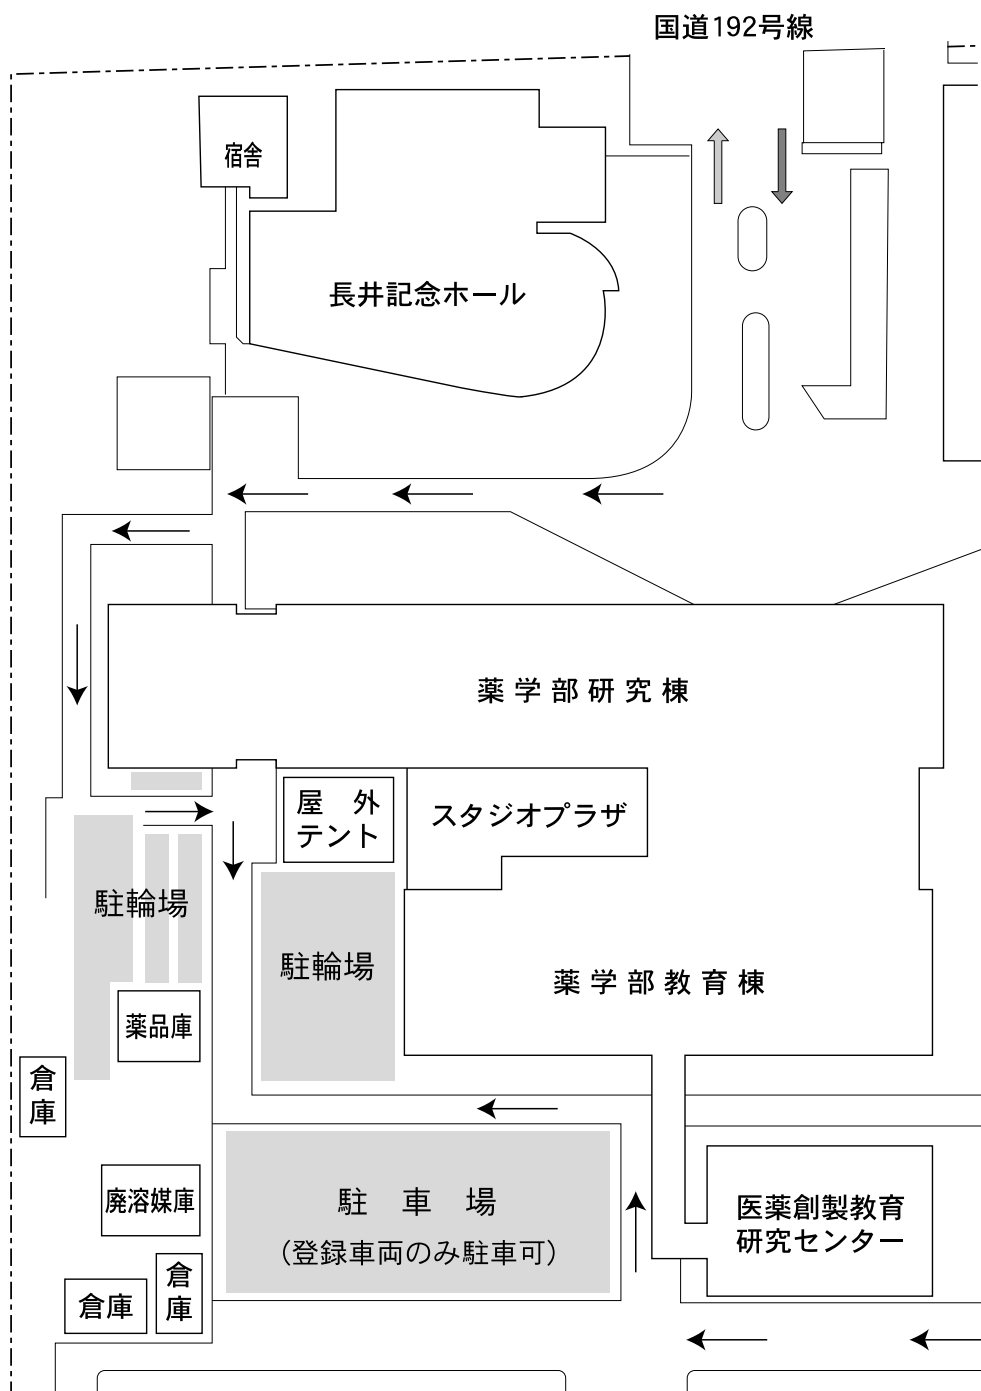 国道192号線
宿舎
長井記念ホール
薬学部研究棟
屋　外
テント
スタジオプラザ
駐輪場
駐輪場
薬学部教育棟
薬品庫
倉
庫
廃溶媒庫
駐　車　場
(登録車両のみ駐車可)
医薬創製教育
研究センター
倉
庫
倉庫